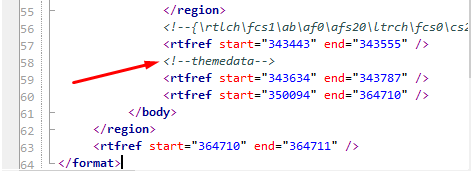 55 </region>
56 <!--{\rtlch\fcs1\ab\af0\afs20\ltrch\fcs0\cs2
57 <rtfref start="343443" end="343555" />
58 <!--themedata-->
59 <rtfref start="343634" end="343787" />
60 <rtfref start="350094" end="364710" />
61 </body>
62 </region>
63 <rtfref start="364710" end="364711" />
64 </format>